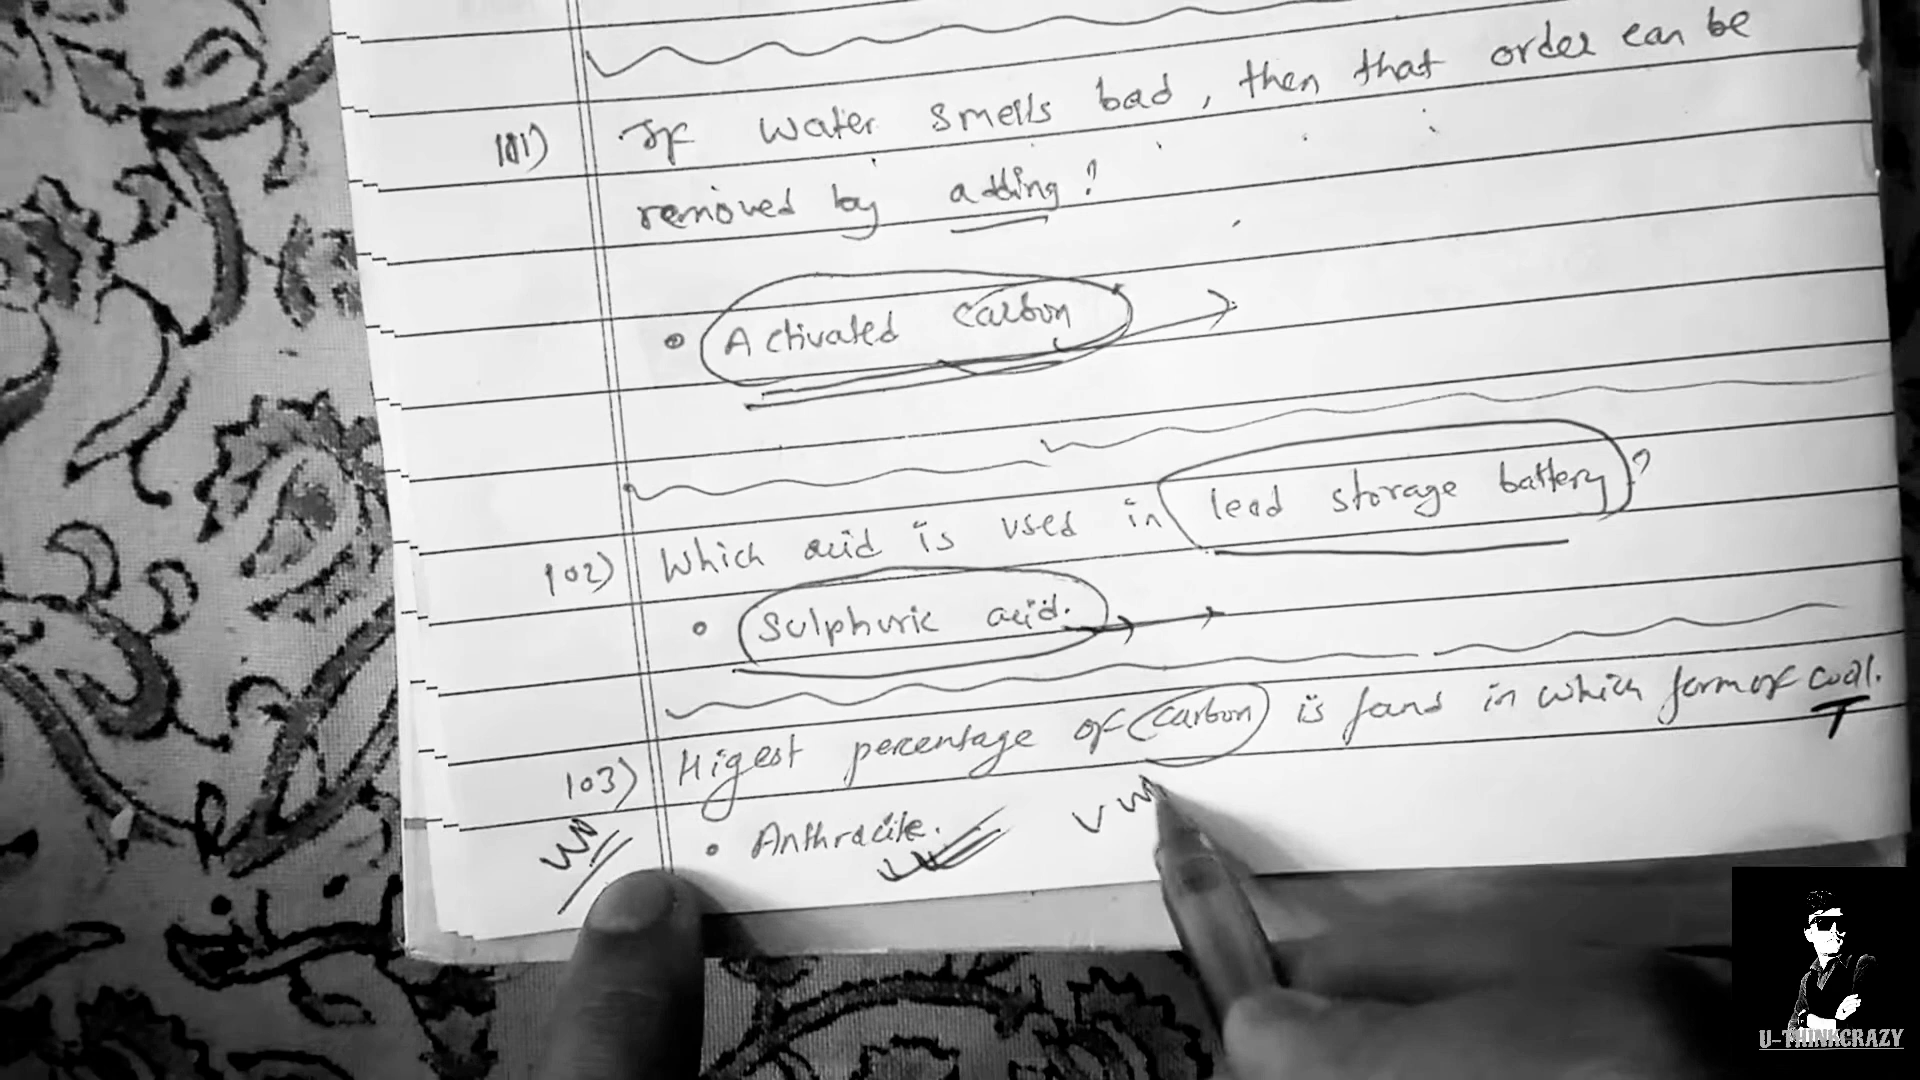 101) If water smells bad, then that order can be
removed by adding?
• Activated carbon
102) Which acid is used in lead storage battery?
• Sulphuric acid.
103) Higest percentage of carbon is found in which form of coal.
• Anthracite.
U-THINKCRAZY